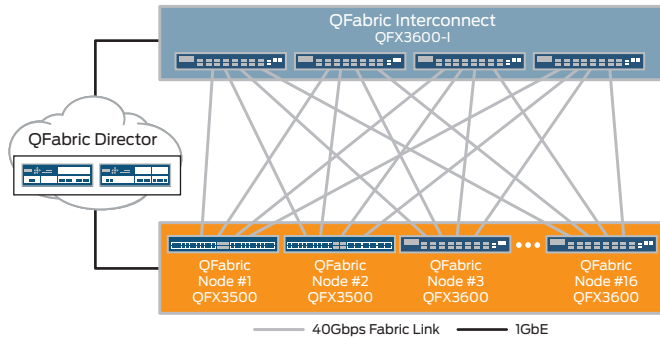 QFabric Interconnect
QFX3600-I
QFabric Director
QFabric
Node #1
QFX3500
QFabric
Node #2
QFX3500
QFabric
Node #3
QFX3600
QFabric
Node #16
QFX3600
40Gbps Fabric Link
1GbE